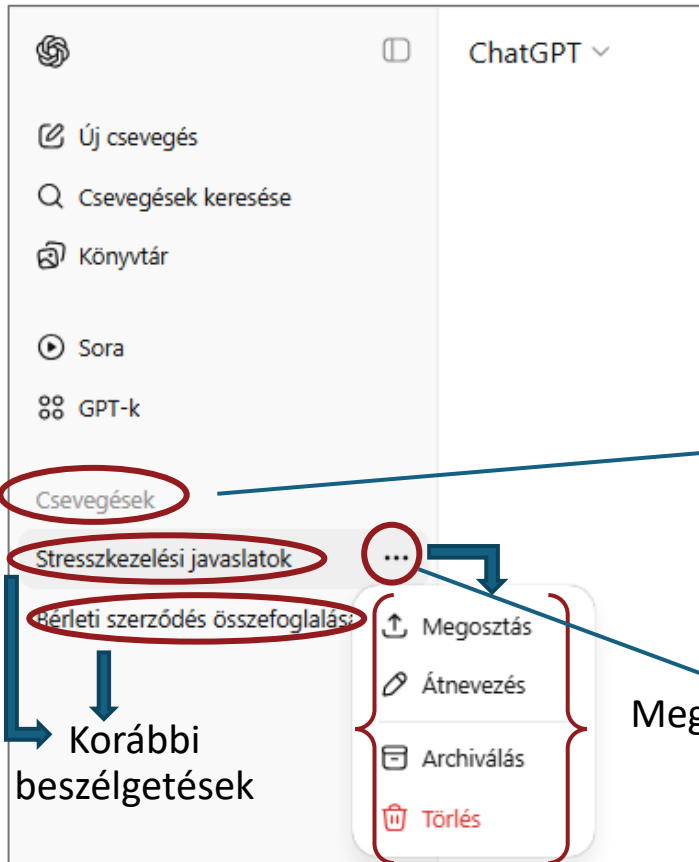 ChatGPT
Új csevegés
Csevegések keresése
Könyvtár
Sora
GPT-k
Csevegések
Stresszkezelési javaslatok
Bérleti szerződés összefoglalás
Megosztás
Átnevezés
Archiválás
Törlés
Korábbi
beszélgetések